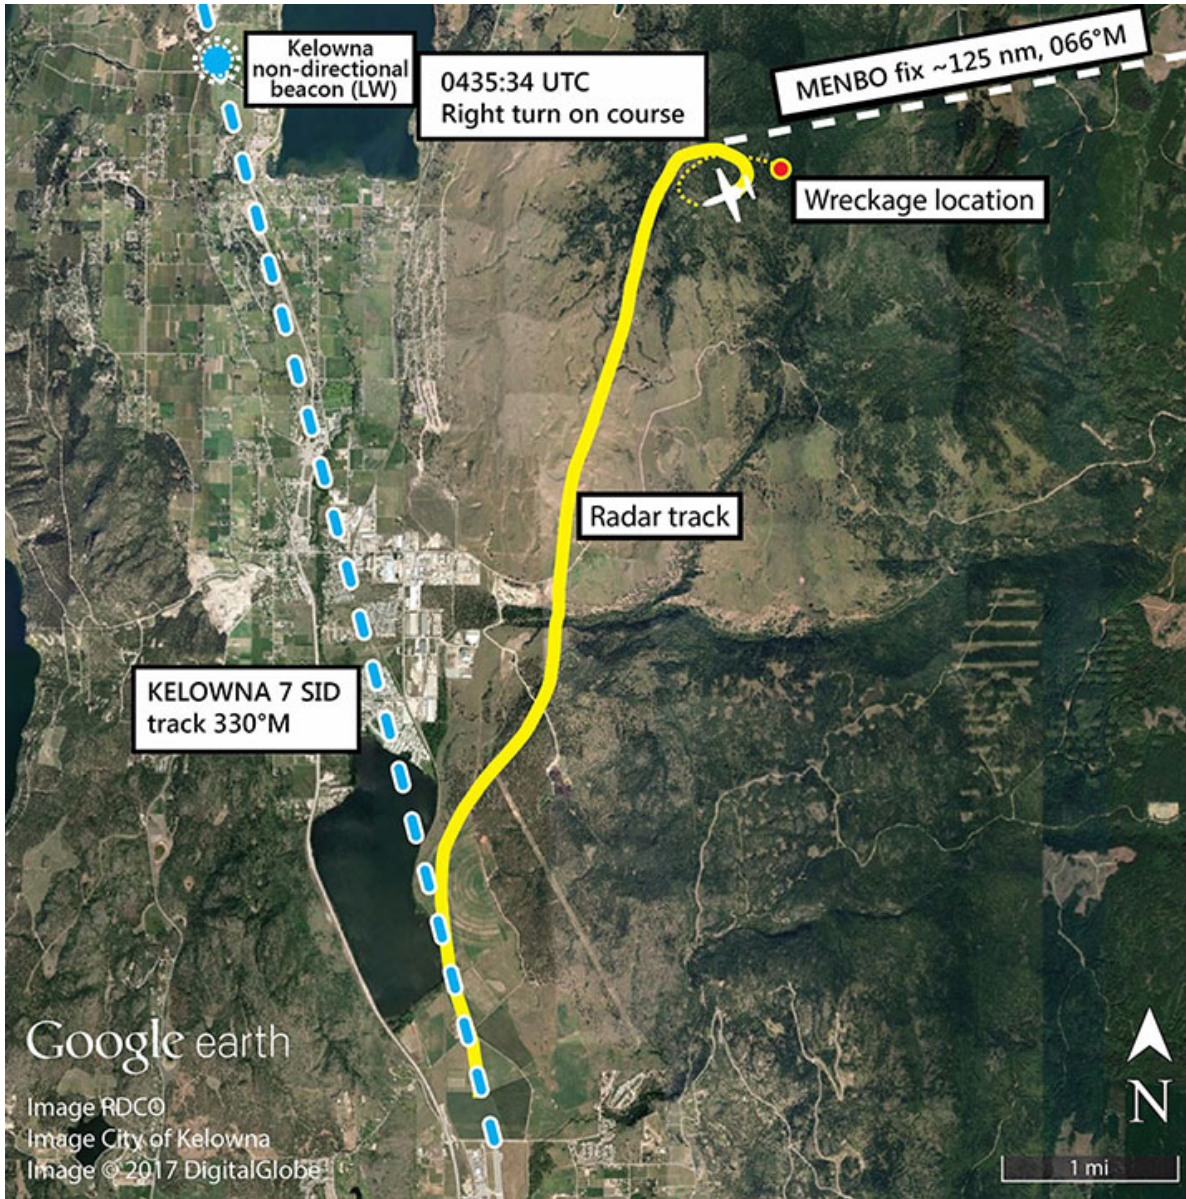 Kelowna
non-directional
beacon (LW)
0435:34 UTC
Right turn on course
MENBO fix ~125 nm, 066°M
Wreckage location
Radar track
KELOWNA 7 SID
track 330°M
Google earth
Image RDCO
Image City of Kelowna
Image © 2017 DigitalGlobe
N
1 mi